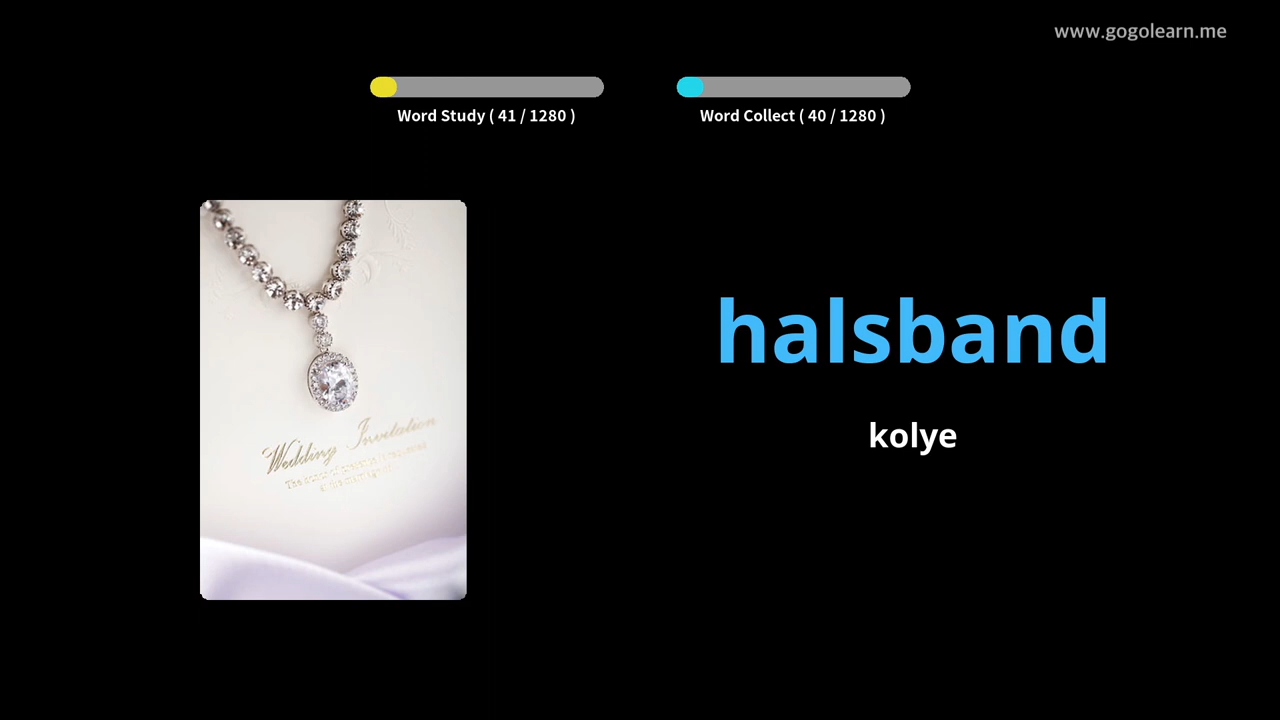 www.gogolearn.me
Word Study ( 41 / 1280 )
Word Collect ( 40 / 1280 )
halsband
kolye
Wedding Invitation